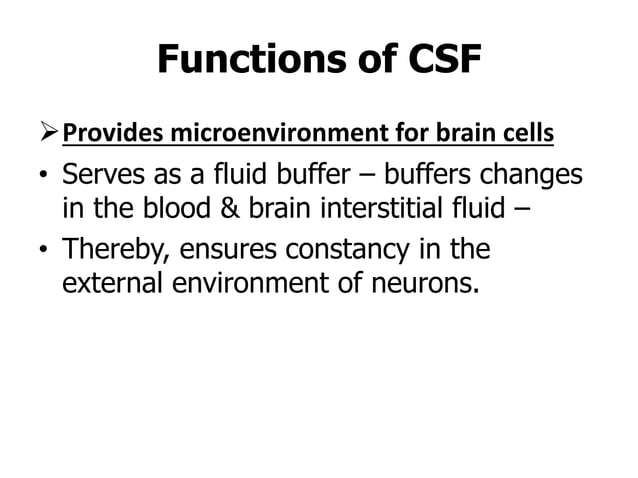 Functions of CSF
➢Provides microenvironment for brain cells
• Serves as a fluid buffer – buffers changes
in the blood & brain interstitial fluid –
• Thereby, ensures constancy in the
external environment of neurons.